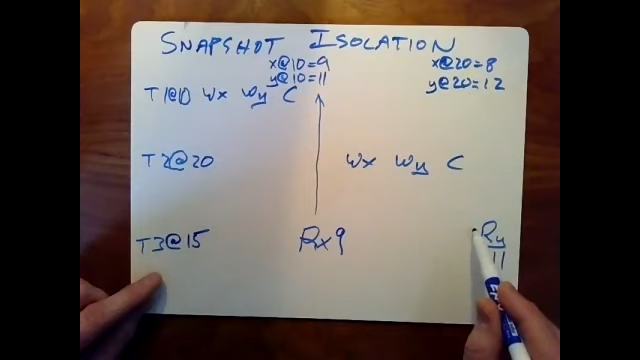 SNAPSHOT ISOLATION
x@10=9
y@10=11
x@20=8
y@20=12
T1@10 Wx Wy C
T2@20 Wx Wy C
T3@15 Rx9 Ry
11